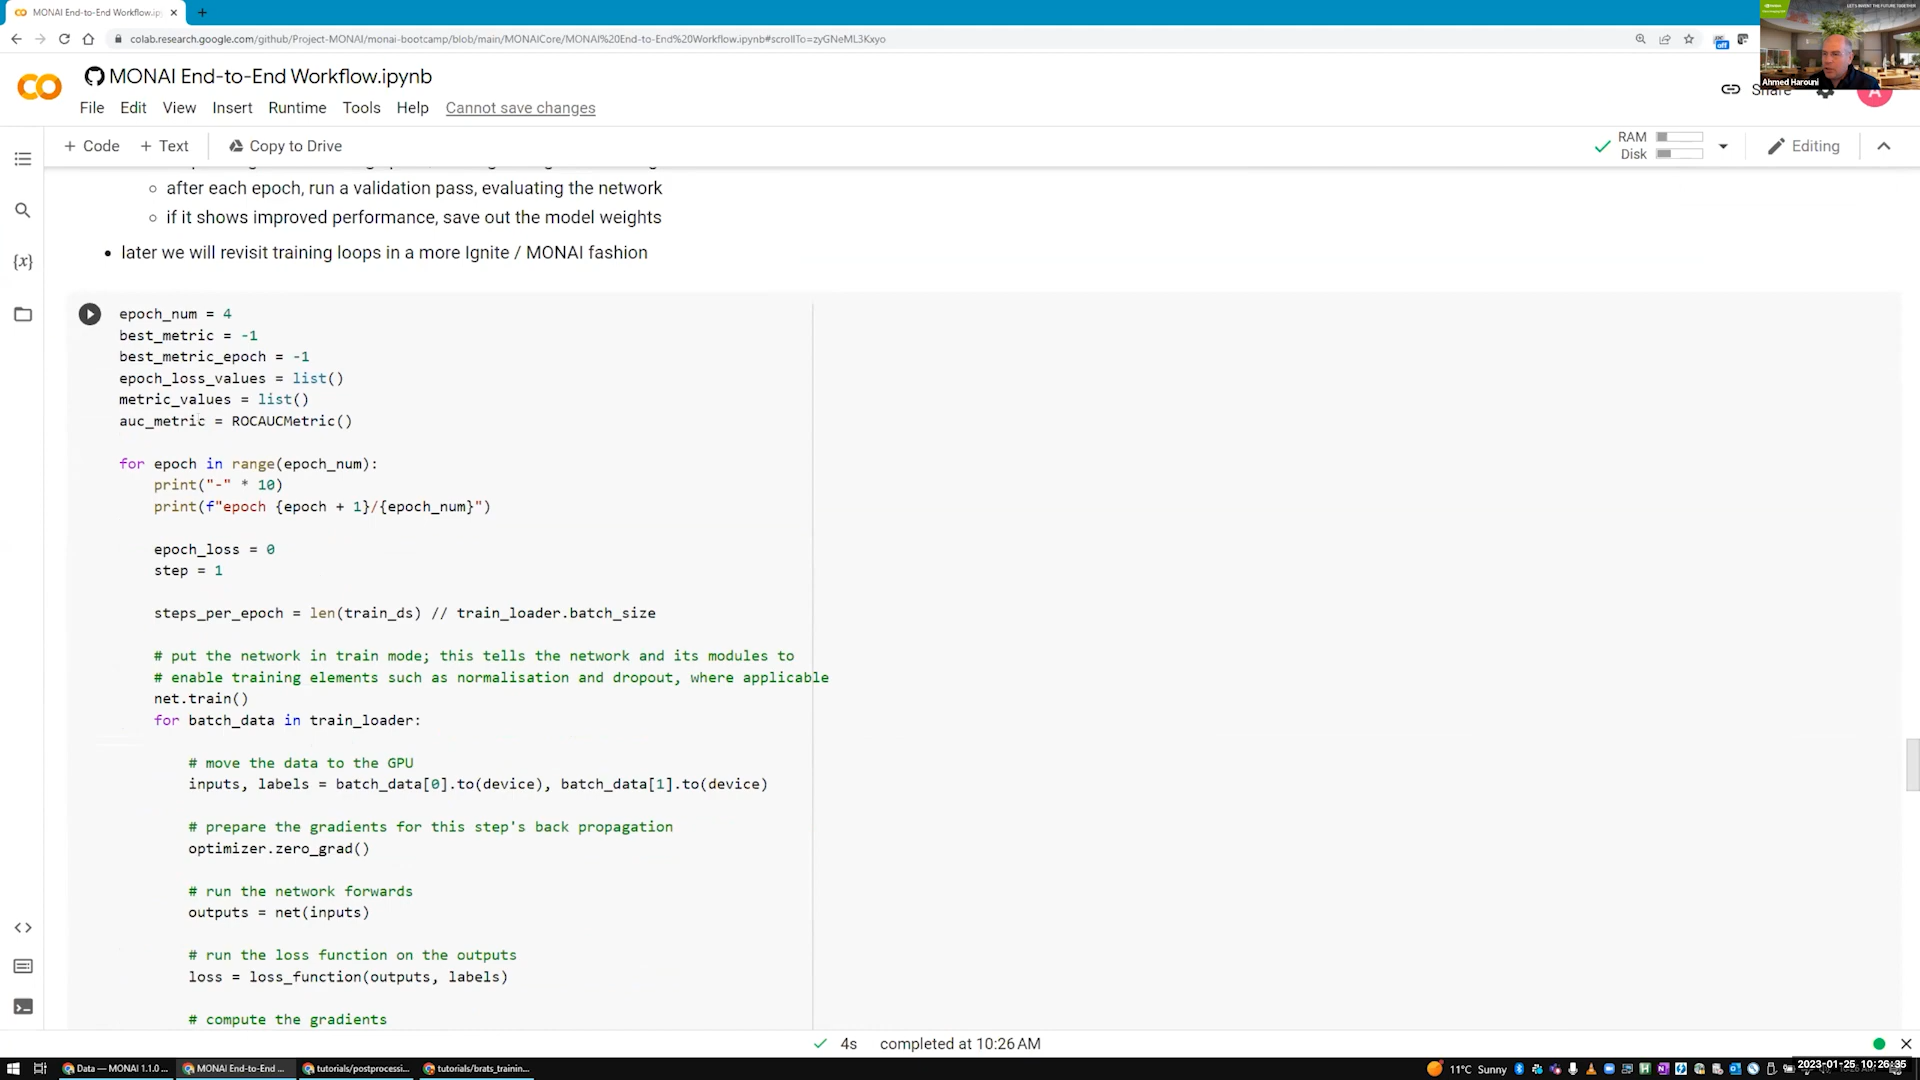 MONAI End-to-End Workflow.ip
colab.research.google.com/github/Project-MONAI/monai-bootcamp/blob/main/MONAICore/MONAI%20End-to-End%20Workflow.ipynb#scrollTo=zyGNeML3Kxyo
off
LET'S INVENT THE FUTURE TOGETHER
Ahmed Harouni
MONAI End-to-End Workflow.ipynb
Share
A
File Edit View Insert Runtime Tools Help Cannot save changes
+ Code + Text Copy to Drive
RAM
Disk
Editing
after each epoch, run a validation pass, evaluating the network
if it shows improved performance, save out the model weights
later we will revisit training loops in a more Ignite / MONAI fashion
{x}
epoch_num = 4
best_metric = -1
best_metric_epoch = -1
epoch_loss_values = list()
metric_values = list()
auc_metric = ROCAUCMetric()
for epoch in range(epoch_num):
print("-" * 10)
print(f"epoch {epoch + 1}/{epoch_num}")
epoch_loss = 0
step = 1
steps_per_epoch = len(train_ds) // train_loader.batch_size
# put the network in train mode; this tells the network and its modules to
# enable training elements such as normalisation and dropout, where applicable
net.train()
for batch_data in train_loader:
# move the data to the GPU
inputs, labels = batch_data[0].to(device), batch_data[1].to(device)
# prepare the gradients for this step's back propagation
optimizer.zero_grad()
# run the network forwards
outputs = net(inputs)
# run the loss function on the outputs
loss = loss_function(outputs, labels)
# compute the gradients
4s completed at 10:26 AM
Data — MONAI 1.1.0 ... MONAI End-to-End ... tutorials/postprocessi... tutorials/brats_trainin...
11°C Sunny
2023-01-25, 10:26:35